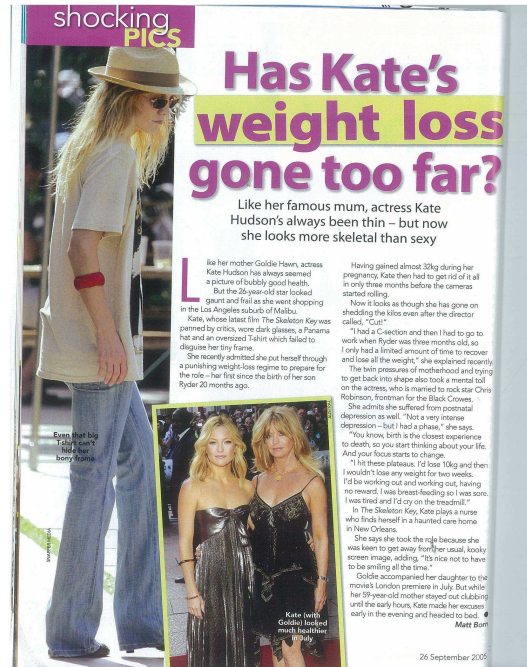 shocking
PICS
Has Kate's
weight loss
gone too far?
Like her famous mum, actress Kate
Hudson's always been thin – but now
she looks more skeletal than sexy
Like her mother Goldie Hawn, actress
Kate Hudson has always seemed
a picture of bubbly good health.
But the 26-year-old star looked
gaunt and frail as she went shopping
in the Los Angeles suburb of Malibu.
Kate, whose latest film The Skeleton Key was
panned by critics, wore dark glasses, a Panama
hat and an oversized T-shirt which failed to
disguise her tiny frame.
She recently admitted she put herself through
a punishing weight-loss regime to prepare for
the role – her first since the birth of her son
Ryder 20 months ago.
Having gained almost 32kg during her
pregnancy, Kate then had to get rid of it all
in only three months before the cameras
started rolling.
Now it looks as though she has gone on
shedding the kilos even after the director
called, "Cut!"
"I had a C-section and then I had to go to
work when Ryder was three months old, so
I only had a limited amount of time to recover
and lose all the weight," she explained recently.
The twin pressures of motherhood and trying
to get back into shape also took a mental toll
on the actress, who is married to rock star Chris
Robinson, frontman for the Black Crowes.
She admits she suffered from postnatal
depression as well. "Not a very intense
depression – but I had a phase," she says.
"You know, birth is the closest experience
to death, so you start thinking about your life.
And your focus starts to change.
"I hit these plateaus. I'd lose 10kg and then
I wouldn't lose any weight for two weeks.
I'd be working out and working out, having
no reward. I was breast-feeding so I was sore.
I was tired and I'd cry on the treadmill."
In The Skeleton Key, Kate plays a nurse
who finds herself in a haunted care home
in New Orleans.
She says she took the role because she
was keen to get away from her usual, kooky
screen image, adding, "It's nice not to have
to be smiling all the time."
Goldie accompanied her daughter to the
movie's London premiere in July. But while
her 59-year-old mother stayed out clubbing
until the early hours, Kate made her excuses
early in the evening and headed to bed.
Matt Born
Even that big
T-shirt can't
hide her
bony frame
SNAPPER MEDIA
Kate (with
Goldie) looked
much healthier
in July
26 September 2005